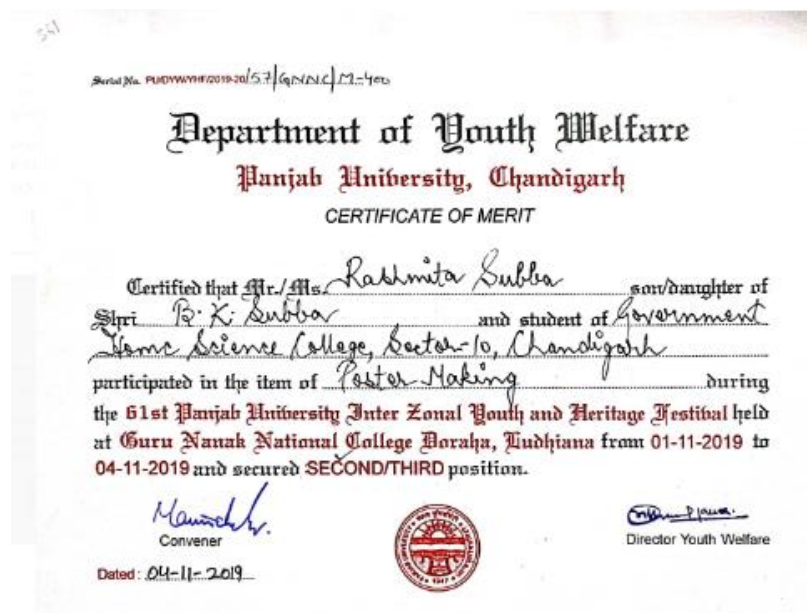 341
Serial No. PU/DYW/YHF/2019-20/57/GNNC/M-400
Department of Youth Welfare
Panjab University, Chandigarh
CERTIFICATE OF MERIT
Certified that Mr./Ms. Rashmita Subba son/daughter of
Shri B.K. Subba and student of Government
Home Science College, Sector-10, Chandigarh
participated in the item of Poster Making during
the 61st Panjab University Inter Zonal Youth and Heritage Festival held
at Guru Nanak National College Doraha, Ludhiana from 01-11-2019 to
04-11-2019 and secured SECOND/THIRD position.
Convener
Director Youth Welfare
Dated: 04-11-2019